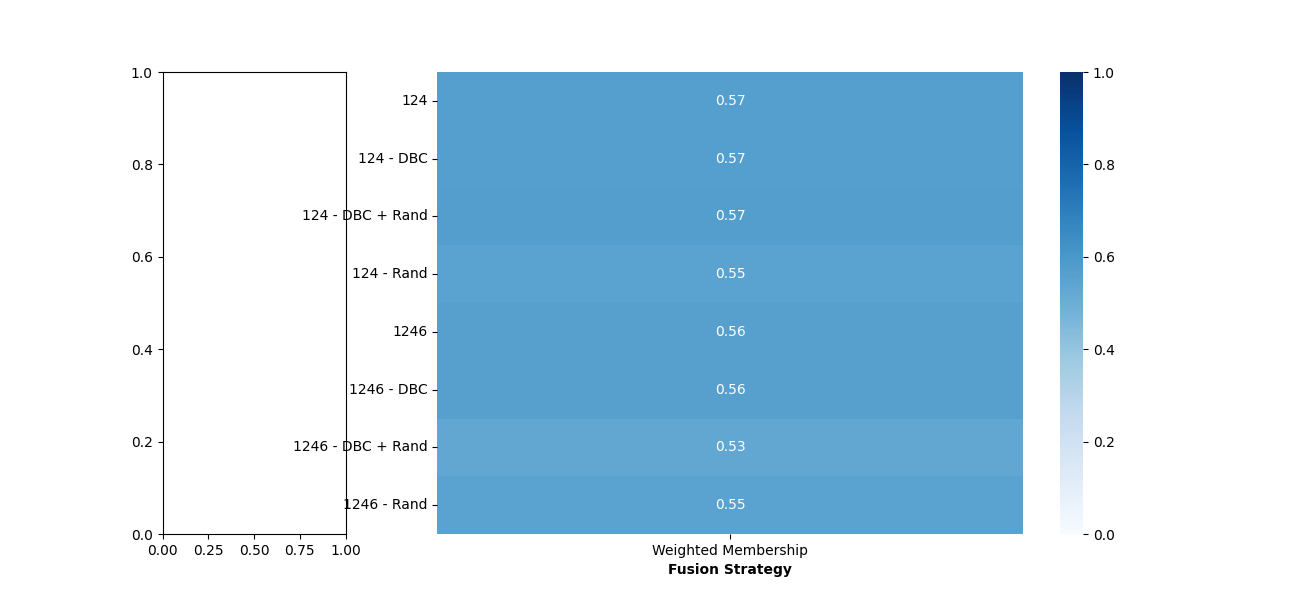 1.0
0.8
0.6
0.4
0.2
0.0
0.00 0.25 0.50 0.75 1.00
124 0.57
124 - DBC 0.57
124 - DBC + Rand 0.57
124 - Rand 0.55
1246 0.56
1246 - DBC 0.56
1246 - DBC + Rand 0.53
1246 - Rand 0.55
Weighted Membership
Fusion Strategy
1.0
0.8
0.6
0.4
0.2
0.0